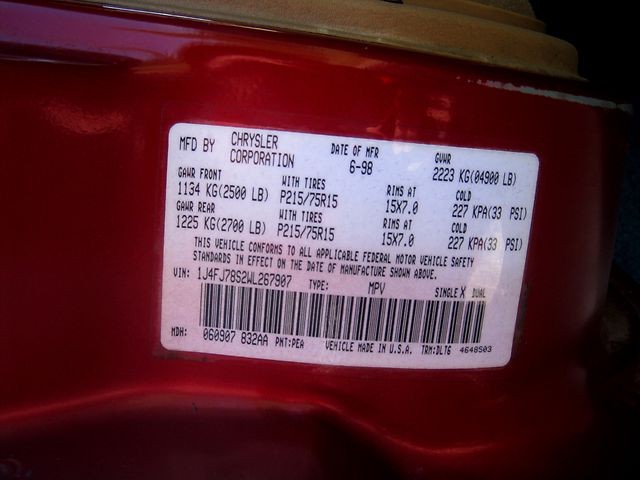 MFD BY CHRYSLER CORPORATION DATE OF MFR 6-98 GVWR 2223 KG(04900 LB)
GAWR FRONT WITH TIRES RIMS AT COLD
1134 KG(2500 LB) P215/75R15 15X7.0 227 KPA(33 PSI)
GAWR REAR WITH TIRES RIMS AT COLD
1225 KG(2700 LB) P215/75R15 15X7.0 227 KPA(33 PSI)
THIS VEHICLE CONFORMS TO ALL APPLICABLE FEDERAL MOTOR VEHICLE SAFETY
STANDARDS IN EFFECT ON THE DATE OF MANUFACTURE SHOWN ABOVE.
VIN: 1J4FJ78S2WL267907 TYPE: MPV SINGLE X DUAL
MDH: 060907 832AA PNT:PEA VEHICLE MADE IN U.S.A. TRM:DLTG 4648503